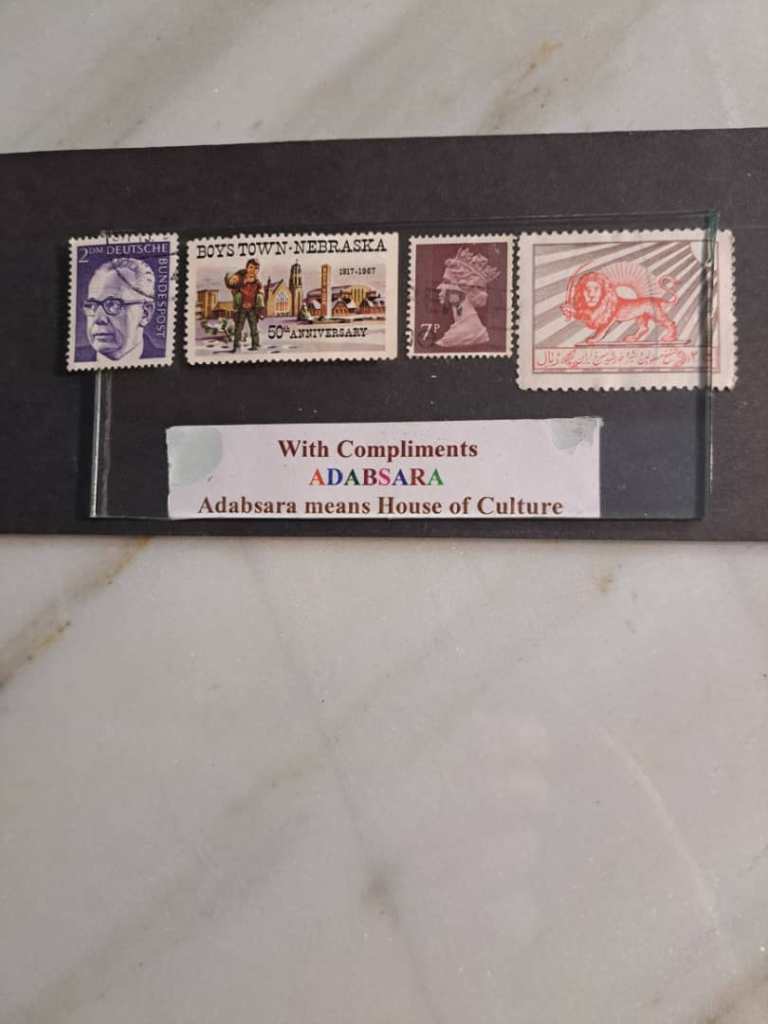 2 DM DEUTSCHE
BUNDESPOST
BOYS TOWN · NEBRASKA
1917-1967
50th ANNIVERSARY
7P
ریال
With Compliments
ADABSARA
Adabsara means House of Culture